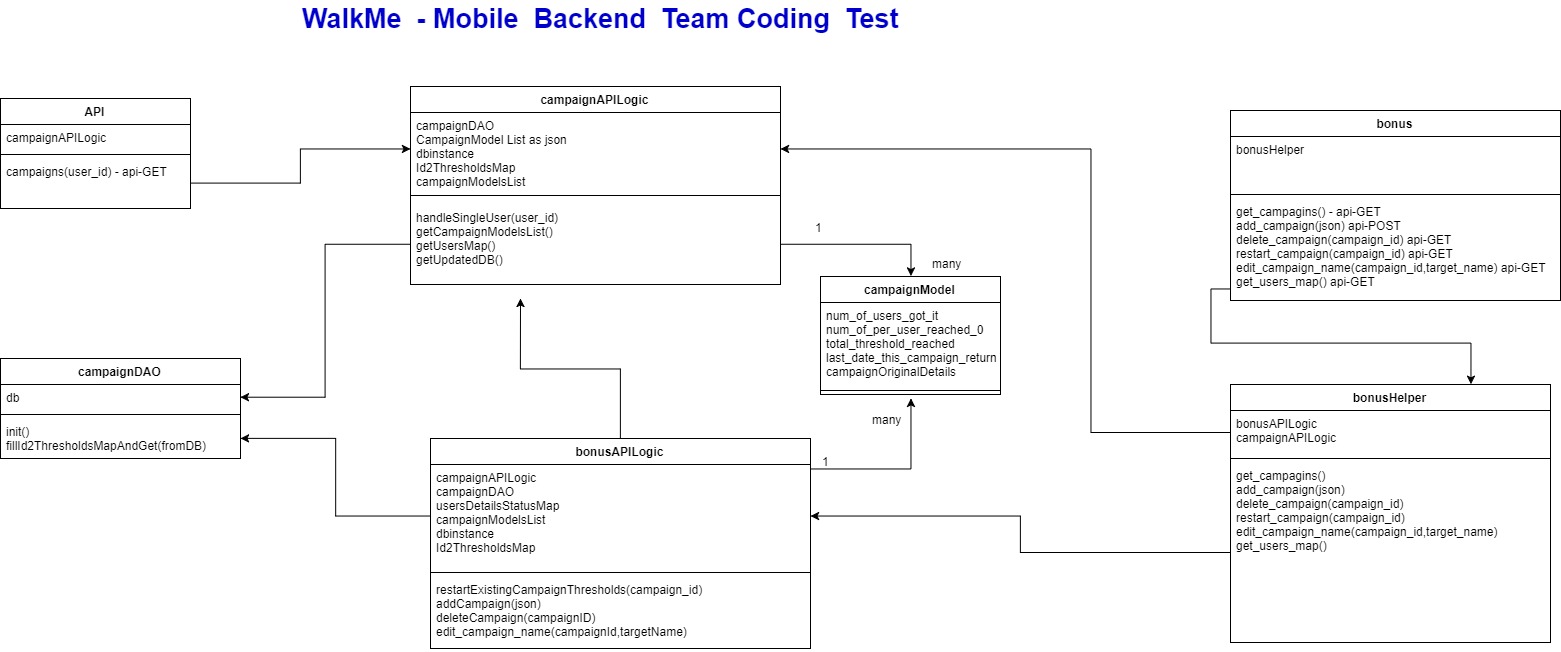 WalkMe - Mobile Backend Team Coding Test
API
campaignAPILogic
campaigns(user_id) - api-GET
campaignAPILogic
campaignDAO
CampaignModel List as json
dbinstance
Id2ThresholdsMap
campaignModelsList
handleSingleUser(user_id)
getCampaignModelsList()
getUsersMap()
getUpdatedDB()
1
many
campaignModel
num_of_users_got_it
num_of_per_user_reached_0
total_threshold_reached
last_date_this_campaign_return
campaignOriginalDetails
many
1
bonus
bonusHelper
get_campagins() - api-GET
add_campaign(json) api-POST
delete_campaign(campaign_id) api-GET
restart_campaign(campaign_id) api-GET
edit_campaign_name(campaign_id,target_name) api-GET
get_users_map() api-GET
campaignDAO
db
init()
fillId2ThresholdsMapAndGet(fromDB)
bonusAPILogic
campaignAPILogic
campaignDAO
usersDetailsStatusMap
campaignModelsList
dbinstance
Id2ThresholdsMap
restartExistingCampaignThresholds(campaign_id)
addCampaign(json)
deleteCampaign(campaignID)
edit_campaign_name(campaignId,targetName)
bonusHelper
bonusAPILogic
campaignAPILogic
get_campagins()
add_campaign(json)
delete_campaign(campaign_id)
restart_campaign(campaign_id)
edit_campaign_name(campaign_id,target_name)
get_users_map()